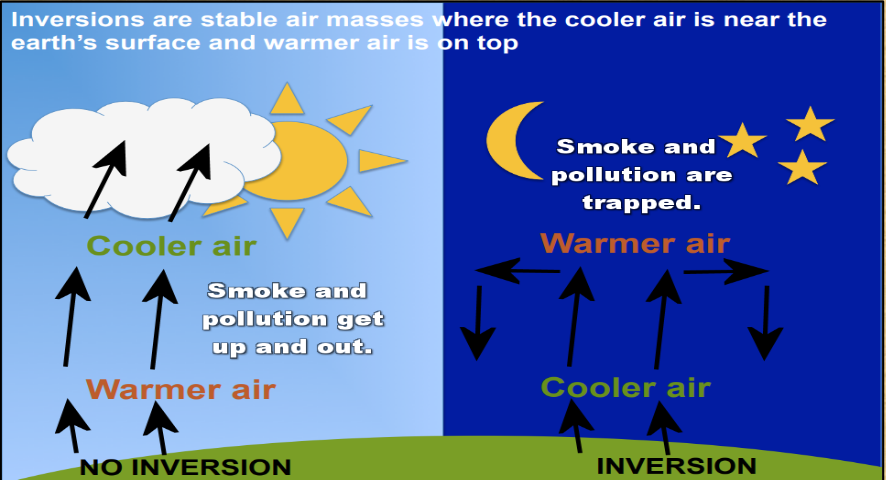 Inversions are stable air masses where the cooler air is near the
earth's surface and warmer air is on top
Cooler air
Smoke and
pollution get
up and out.
Warmer air
NO INVERSION
Smoke and
pollution are
trapped.
Warmer air
Cooler air
INVERSION